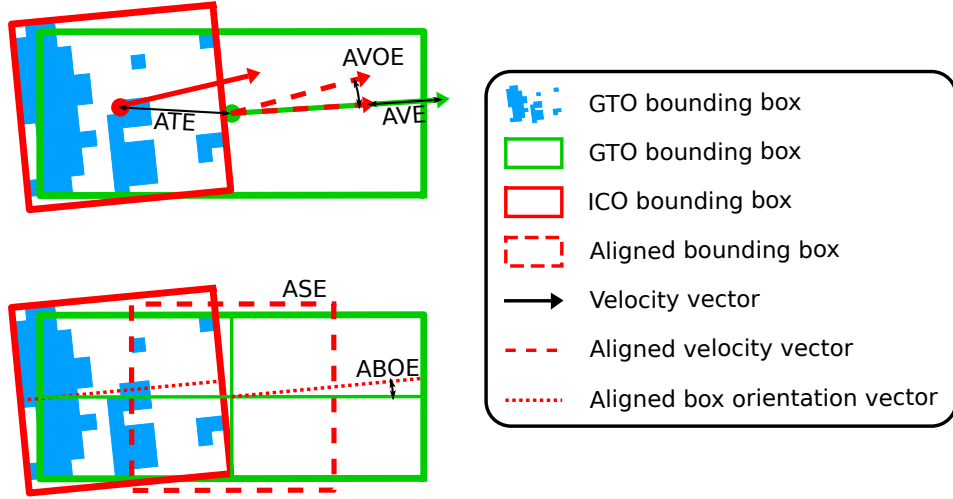 AVOE
ATE
AVE
ASE
ABOE
GTO bounding box
GTO bounding box
ICO bounding box
Aligned bounding box
Velocity vector
Aligned velocity vector
Aligned box orientation vector